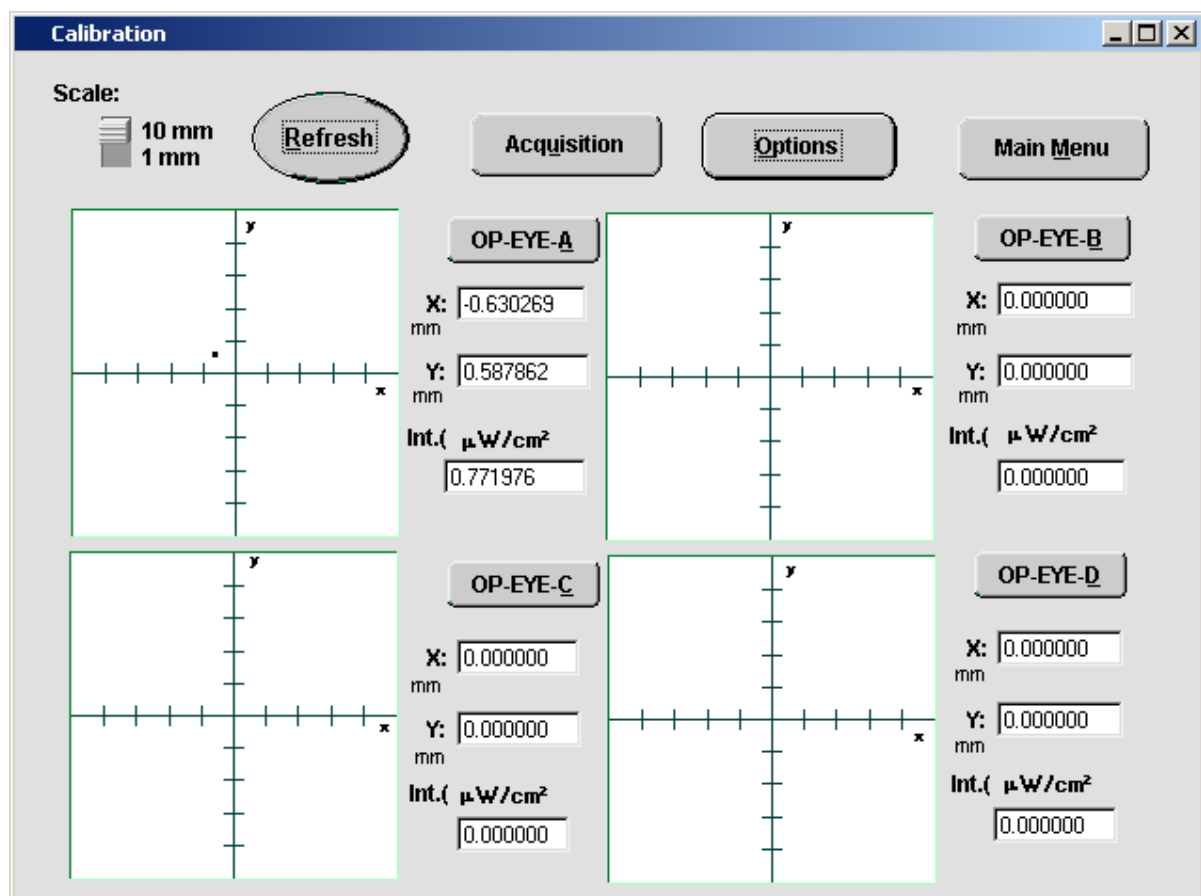 Calibration
Scale:
10 mm
1 mm
Refresh
Acquisition
Options
Main Menu
y
x
OP-EYE-A
X: -0.630269
mm
Y: 0.587862
mm
Int.( µW/cm²
0.771976
y
x
OP-EYE-B
X: 0.000000
mm
Y: 0.000000
mm
Int.( µW/cm²
0.000000
y
x
OP-EYE-C
X: 0.000000
mm
Y: 0.000000
mm
Int.( µW/cm²
0.000000
y
x
OP-EYE-D
X: 0.000000
mm
Y: 0.000000
mm
Int.( µW/cm²
0.000000